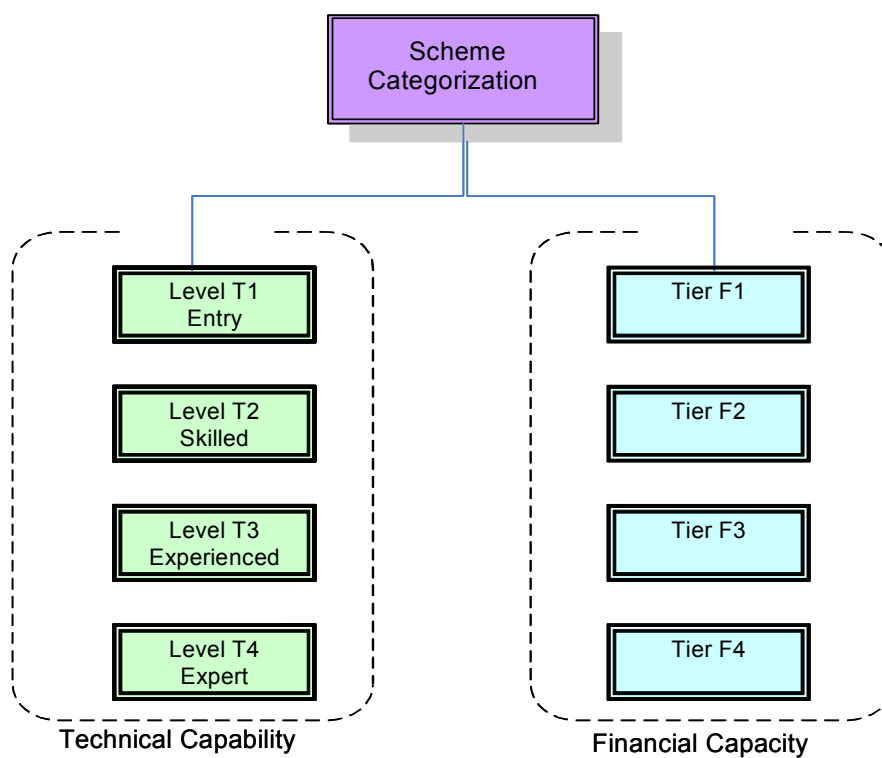 Scheme
Categorization
Level T1
Entry
Level T2
Skilled
Level T3
Experienced
Level T4
Expert
Technical Capability
Tier F1
Tier F2
Tier F3
Tier F4
Financial Capacity